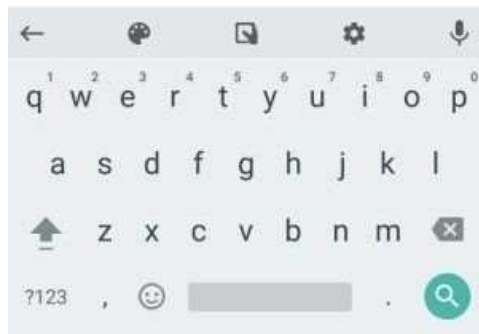 1 2 3 4 5 6 7 8 9 0
q w e r t y u i o p
a s d f g h j k l
z x c v b n m
?123 , .